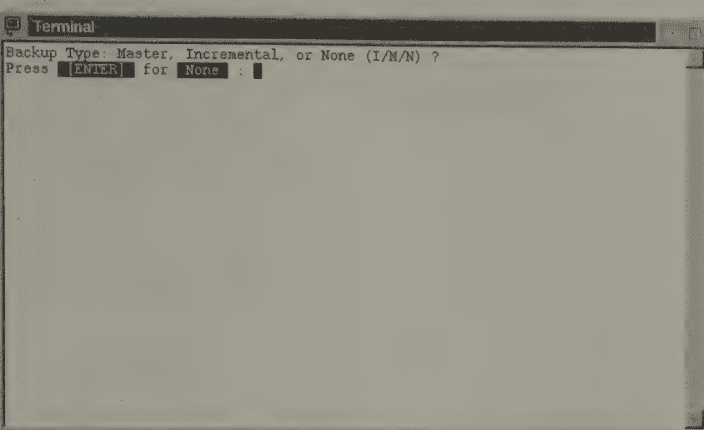 Terminal
Backup Type: Master, Incremental, or None (I/M/N) ?
Press [ENTER] for None :